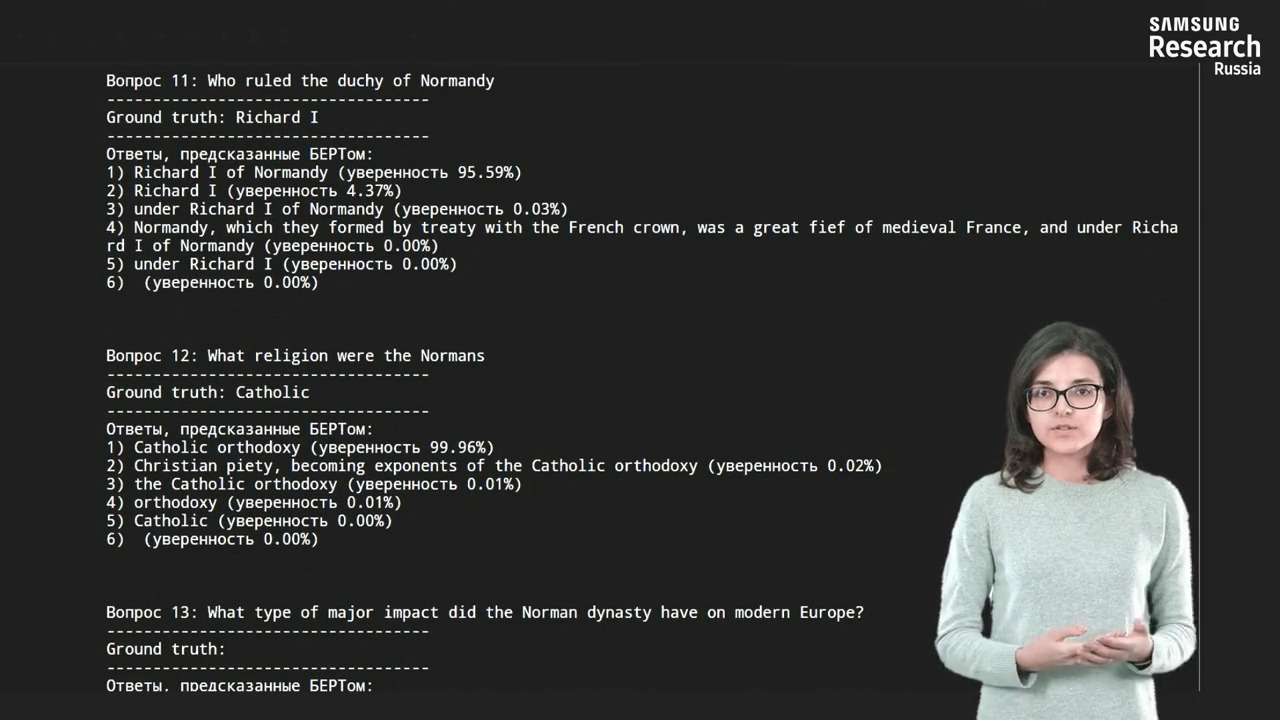 SAMSUNG
Research
Russia
Вопрос 11: Who ruled the duchy of Normandy
-----------------------------------
Ground truth: Richard I
-----------------------------------
Ответы, предсказанные БЕРТом:
1) Richard I of Normandy (уверенность 95.59%)
2) Richard I (уверенность 4.37%)
3) under Richard I of Normandy (уверенность 0.03%)
4) Normandy, which they formed by treaty with the French crown, was a great fief of medieval France, and under Richa
rd I of Normandy (уверенность 0.00%)
5) under Richard I (уверенность 0.00%)
6)  (уверенность 0.00%)
Вопрос 12: What religion were the Normans
-----------------------------------
Ground truth: Catholic
-----------------------------------
Ответы, предсказанные БЕРТом:
1) Catholic orthodoxy (уверенность 99.96%)
2) Christian piety, becoming exponents of the Catholic orthodoxy (уверенность 0.02%)
3) the Catholic orthodoxy (уверенность 0.01%)
4) orthodoxy (уверенность 0.01%)
5) Catholic (уверенность 0.00%)
6)  (уверенность 0.00%)
Вопрос 13: What type of major impact did the Norman dynasty have on modern Europe?
-----------------------------------
Ground truth:
-----------------------------------
Ответы, предсказанные БЕРТом: